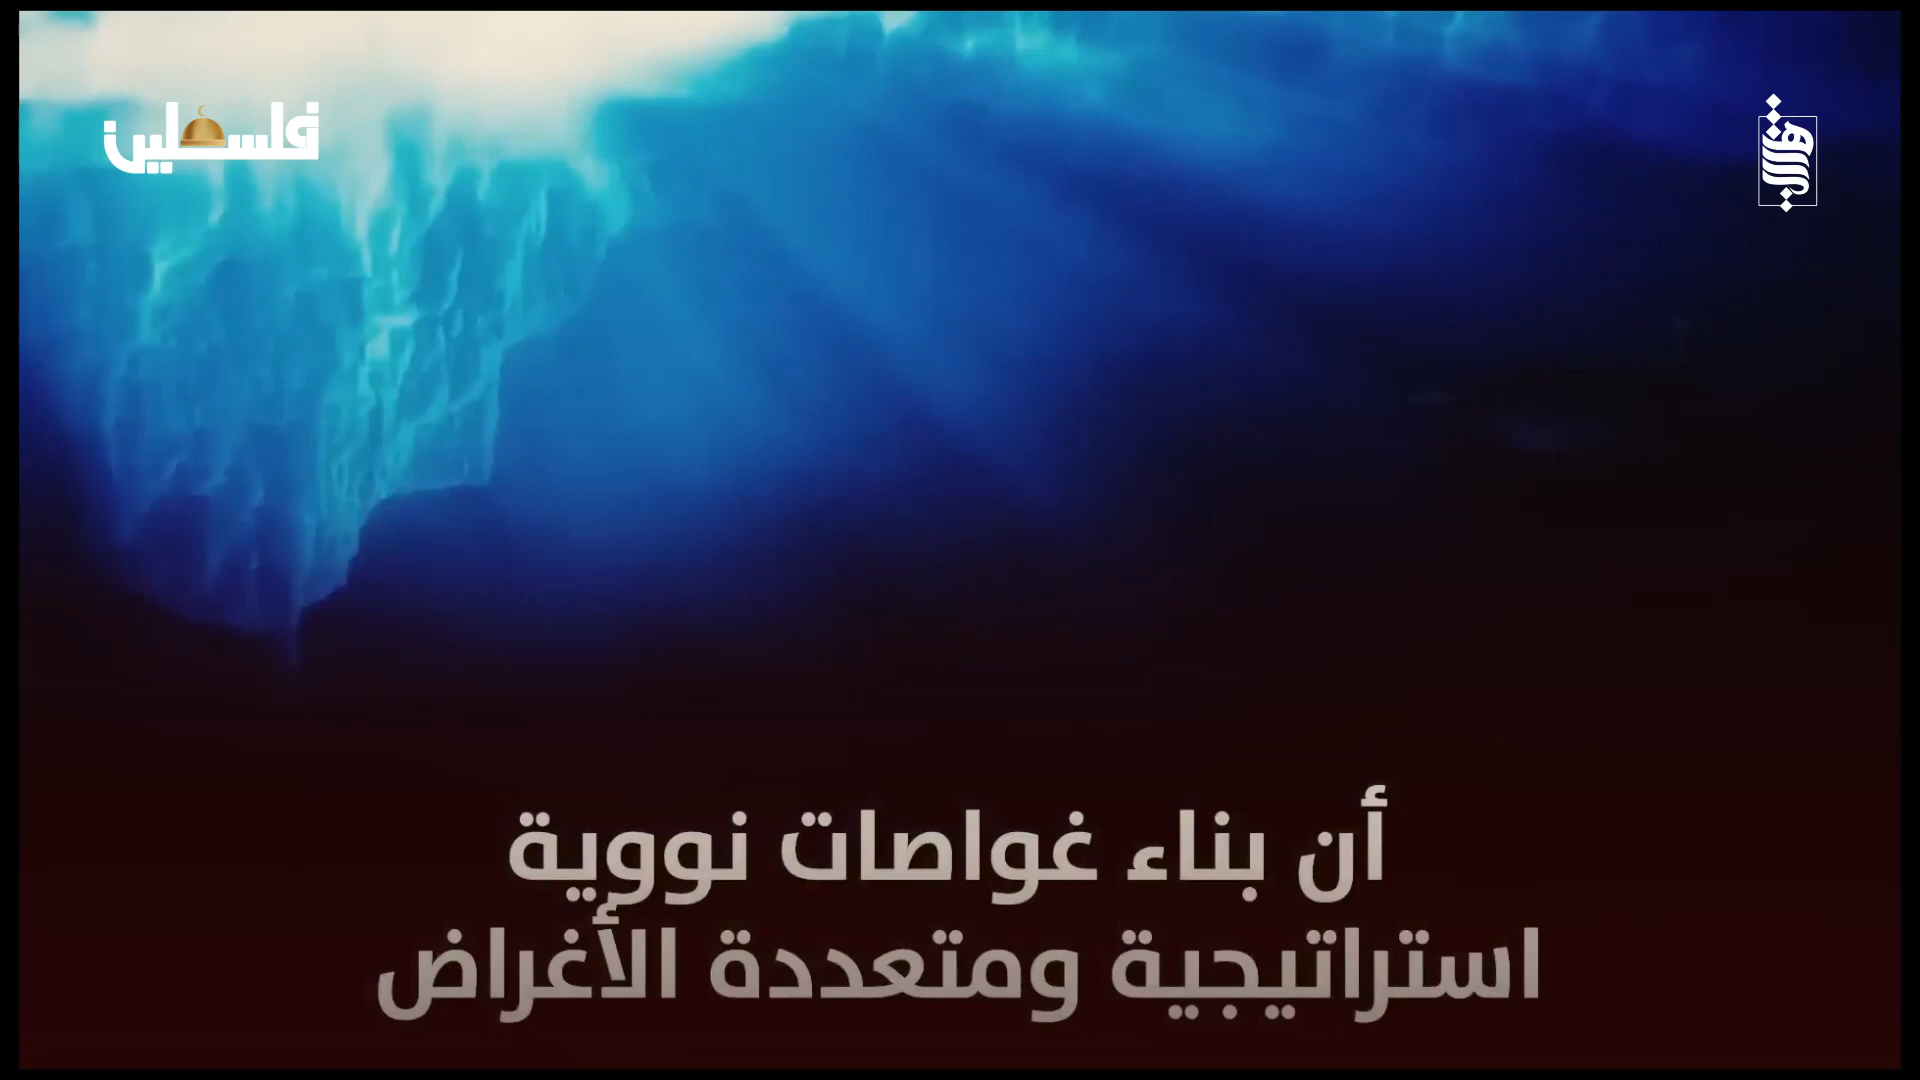 فلسطين
أن بناء غواصات نووية
استراتيجية ومتعددة الأغراض